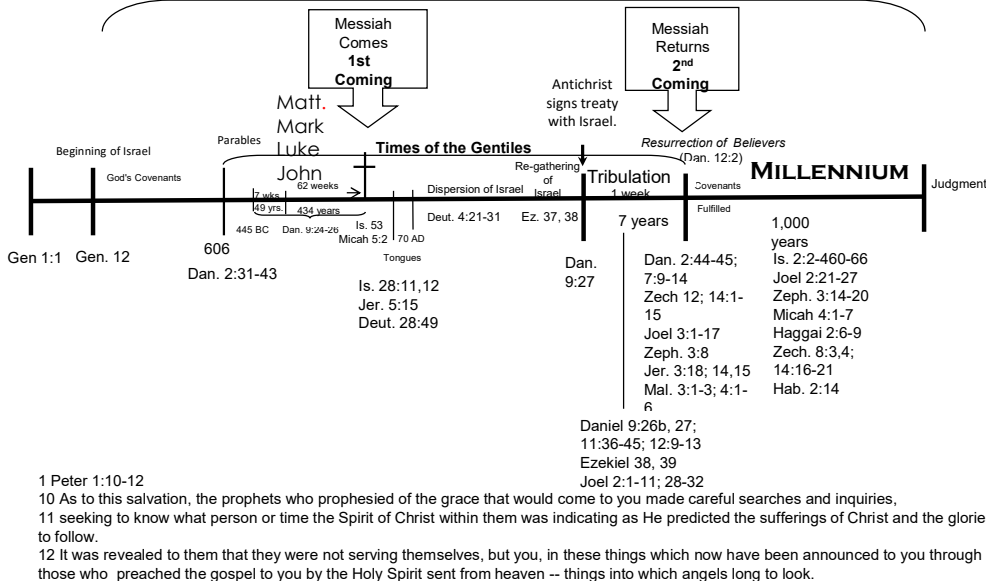 Messiah
Comes
1st
Coming
Messiah
Returns
2nd
Coming
Antichrist
signs treaty
with Israel.
Matt.
Mark
Luke
John
Parables
Times of the Gentiles
Resurrection of Believers
(Dan. 12:2)
Beginning of Israel
God's Covenants
7 wks
49 yrs.
62 weeks
434 years
Dispersion of Israel
Re-gathering
of
Israel
Tribulation
1 week
7 years
Covenants
Fulfilled
MILLENNIUM
Judgment
Gen 1:1
Gen. 12
606
Dan. 2:31-43
445 BC
Dan. 9:24-26
Is. 53
Micah 5:2
70 AD
Tongues
Is. 28:11,12
Jer. 5:15
Deut. 28:49
Deut. 4:21-31
Ez. 37, 38
Dan.
9:27
Dan. 2:44-45;
7:9-14
Zech 12; 14:1-
15
Joel 3:1-17
Zeph. 3:8
Jer. 3:18; 14,15
Mal. 3:1-3; 4:1-
6
1,000
years
Is. 2:2-460-66
Joel 2:21-27
Zeph. 3:14-20
Micah 4:1-7
Haggai 2:6-9
Zech. 8:3,4;
14:16-21
Hab. 2:14
Daniel 9:26b, 27;
11:36-45; 12:9-13
Ezekiel 38, 39
Joel 2:1-11; 28-32
1 Peter 1:10-12
10 As to this salvation, the prophets who prophesied of the grace that would come to you made careful searches and inquiries,
11 seeking to know what person or time the Spirit of Christ within them was indicating as He predicted the sufferings of Christ and the glorie
to follow.
12 It was revealed to them that they were not serving themselves, but you, in these things which now have been announced to you through
those who preached the gospel to you by the Holy Spirit sent from heaven -- things into which angels long to look.